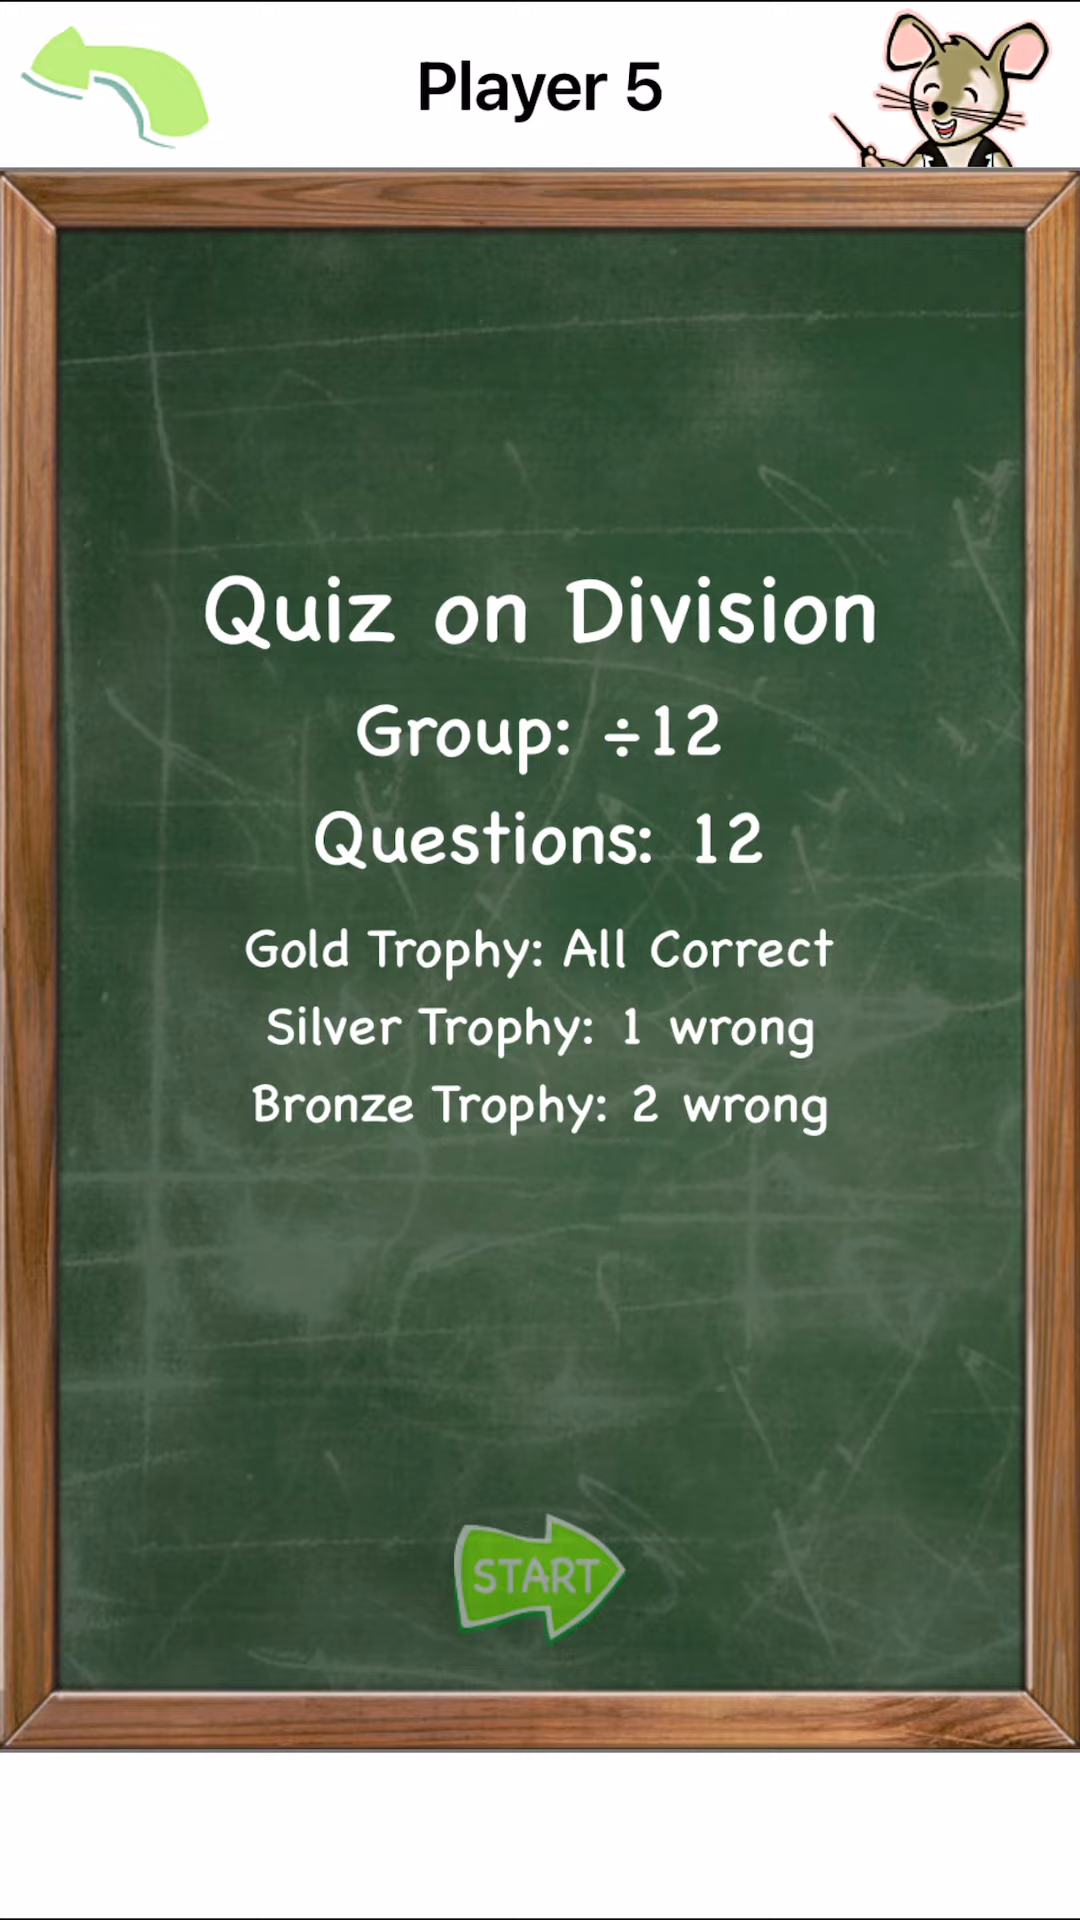 Player 5
Quiz on Division
Group: ÷12
Questions: 12
Gold Trophy: All Correct
Silver Trophy: 1 wrong
Bronze Trophy: 2 wrong
START